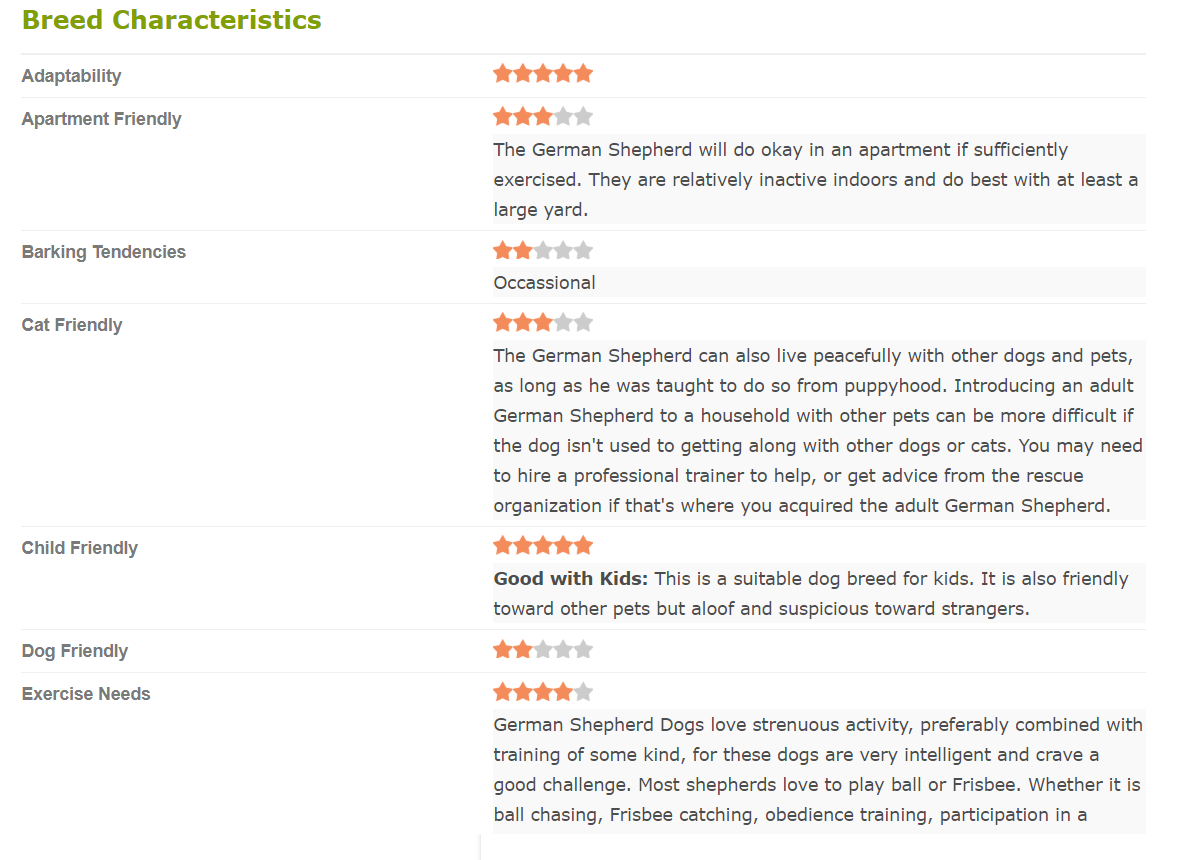 Breed Characteristics
Adaptability
Apartment Friendly
The German Shepherd will do okay in an apartment if sufficiently
exercised. They are relatively inactive indoors and do best with at least a
large yard.
Barking Tendencies
Occassional
Cat Friendly
The German Shepherd can also live peacefully with other dogs and pets,
as long as he was taught to do so from puppyhood. Introducing an adult
German Shepherd to a household with other pets can be more difficult if
the dog isn't used to getting along with other dogs or cats. You may need
to hire a professional trainer to help, or get advice from the rescue
organization if that's where you acquired the adult German Shepherd.
Child Friendly
Good with Kids: This is a suitable dog breed for kids. It is also friendly
toward other pets but aloof and suspicious toward strangers.
Dog Friendly
Exercise Needs
German Shepherd Dogs love strenuous activity, preferably combined with
training of some kind, for these dogs are very intelligent and crave a
good challenge. Most shepherds love to play ball or Frisbee. Whether it is
ball chasing, Frisbee catching, obedience training, participation in a